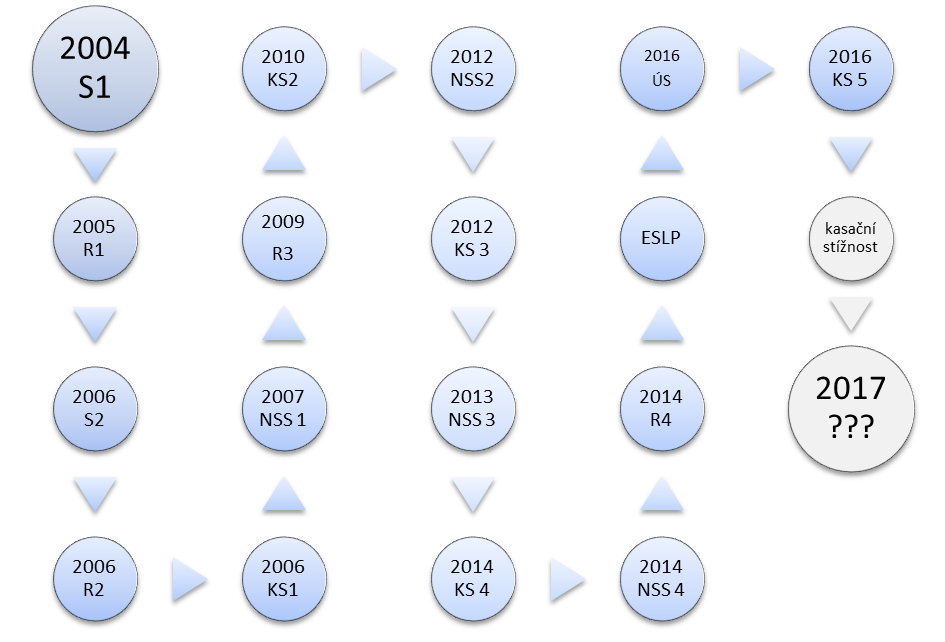 2004
S1
2005
R1
2006
S2
2006
R2
2006
KS1
2007
NSS 1
2009
R3
2010
KS2
2012
NSS2
2012
KS 3
2013
NSS 3
2014
KS 4
2014
NSS 4
2014
R4
ESLP
2016
ÚS
2016
KS 5
kasační
stížnost
2017
???